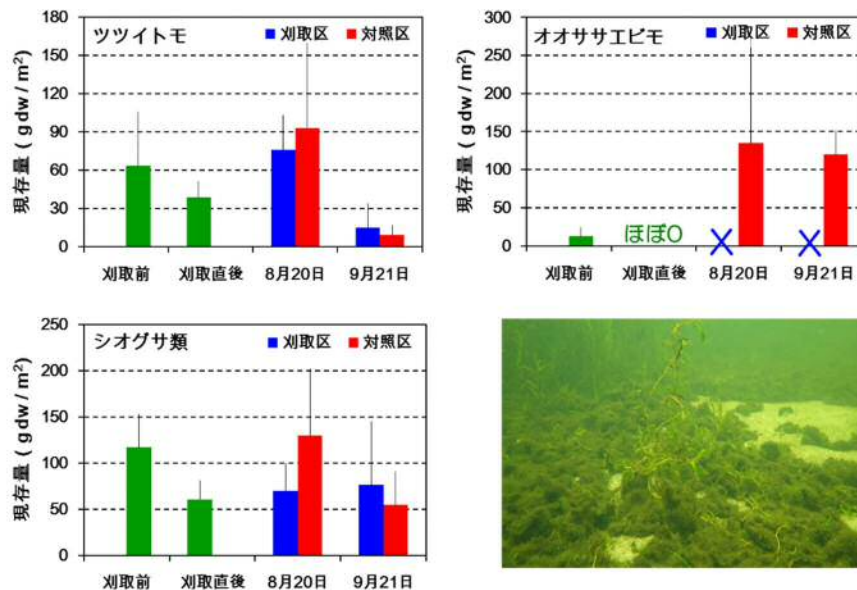 ツツイトモ
刈取区 対照区
現存量 ( gdw / m²)
180
150
120
90
60
30
0
刈取前 刈取直後 8月20日 9月21日
オオササエビモ
刈取区 対照区
現存量 ( gdw / m²)
300
250
200
150
100
50
0
ほぼ0
× ×
刈取前 刈取直後 8月20日 9月21日
シオグサ類
刈取区 対照区
現存量 ( gdw / m²)
250
200
150
100
50
0
刈取前 刈取直後 8月20日 9月21日